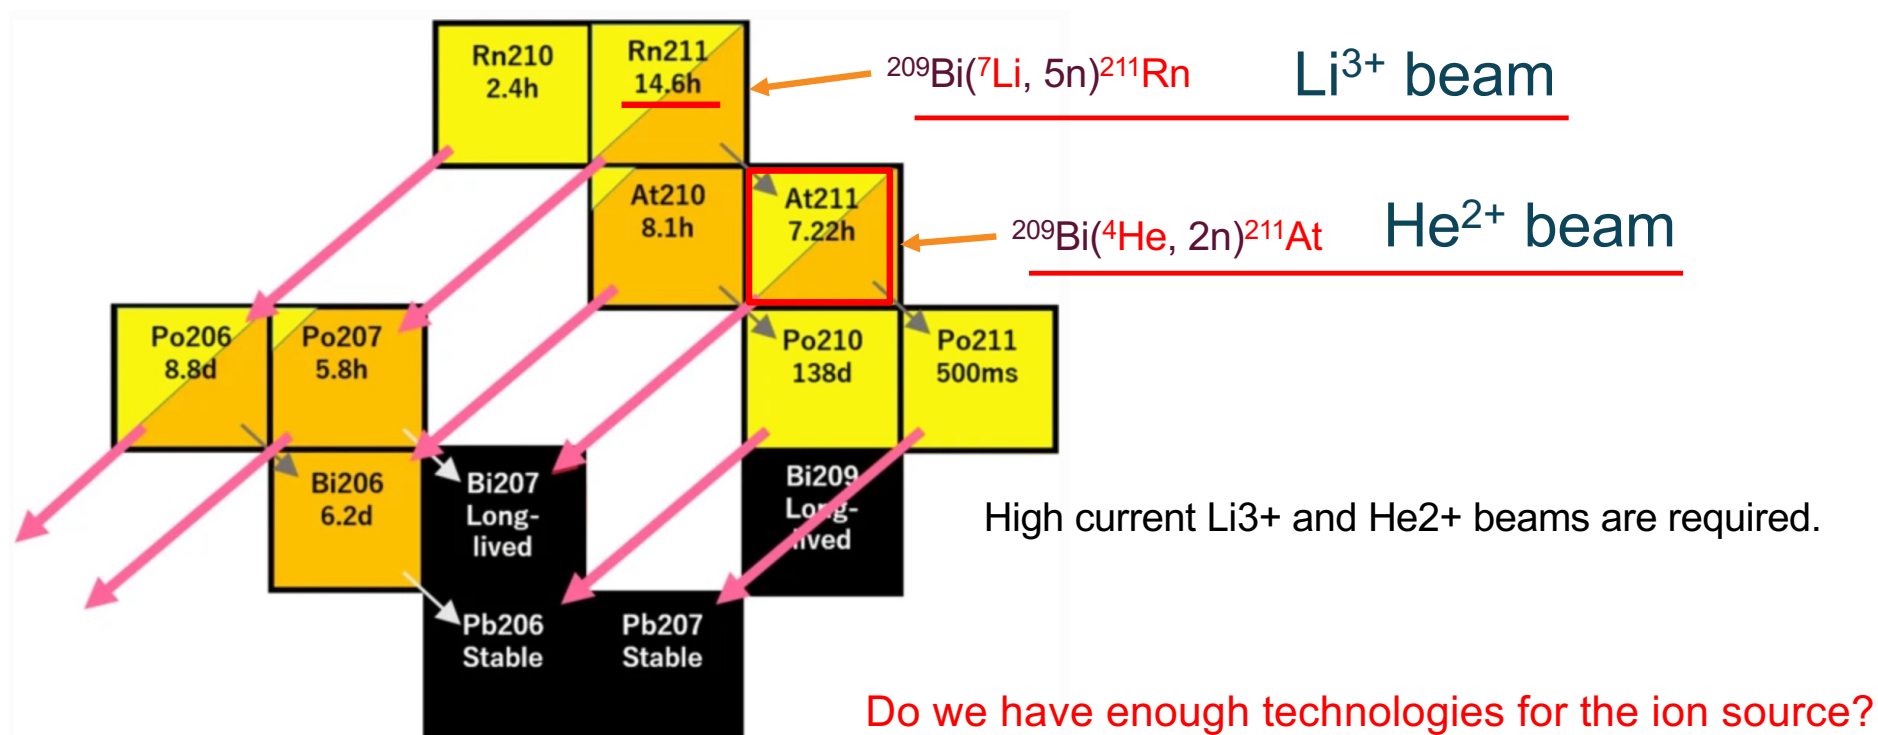 Rn210
2.4h
Rn211
14.6h
²⁰⁹Bi(⁷Li, 5n)²¹¹Rn
Li³⁺ beam
At210
8.1h
At211
7.22h
²⁰⁹Bi(⁴He, 2n)²¹¹At
He²⁺ beam
Po206
8.8d
Po207
5.8h
Po210
138d
Po211
500ms
Bi206
6.2d
Bi207
Long-
lived
Bi209
Long-
lived
High current Li3+ and He2+ beams are required.
Pb206
Stable
Pb207
Stable
Do we have enough technologies for the ion source?